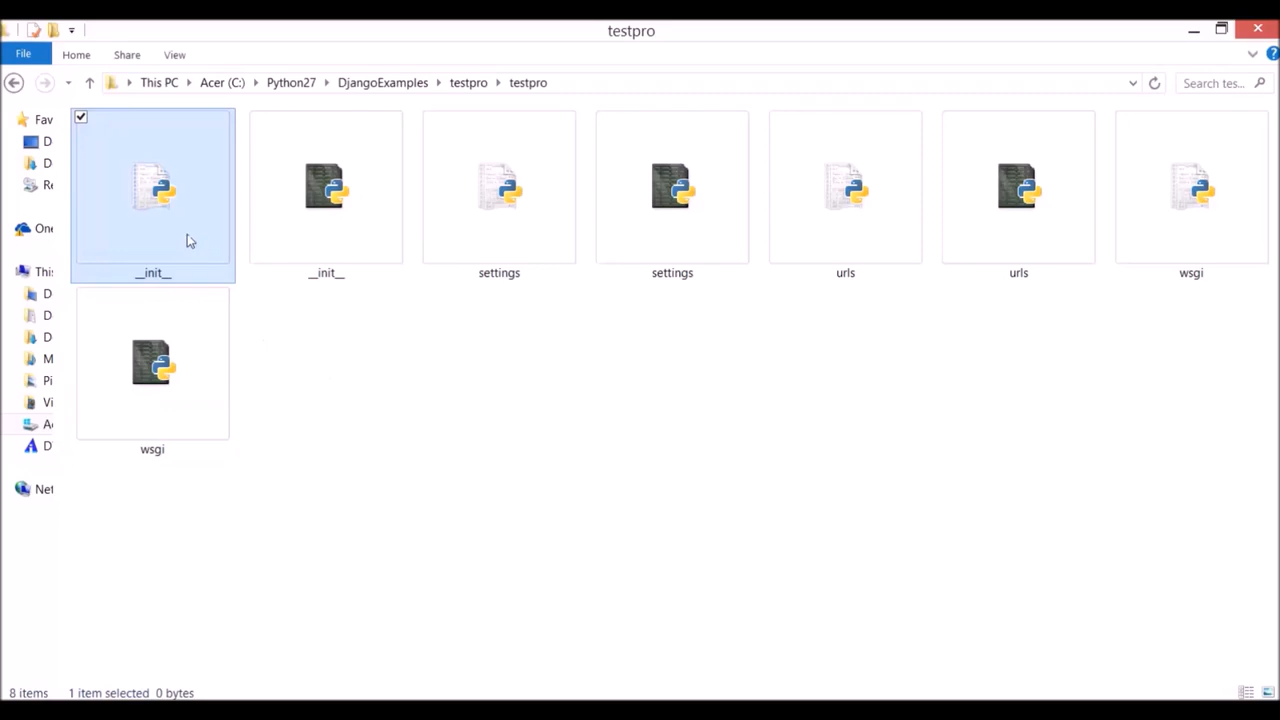 testpro
File Home Share View
This PC Acer (C:) Python27 DjangoExamples testpro testpro
Search tes...
Fav
D
D
Re
One
This
D
D
D
M
Pi
Vi
Ac
D
Net
__init__ __init__ settings settings urls urls wsgi
wsgi
8 items 1 item selected 0 bytes